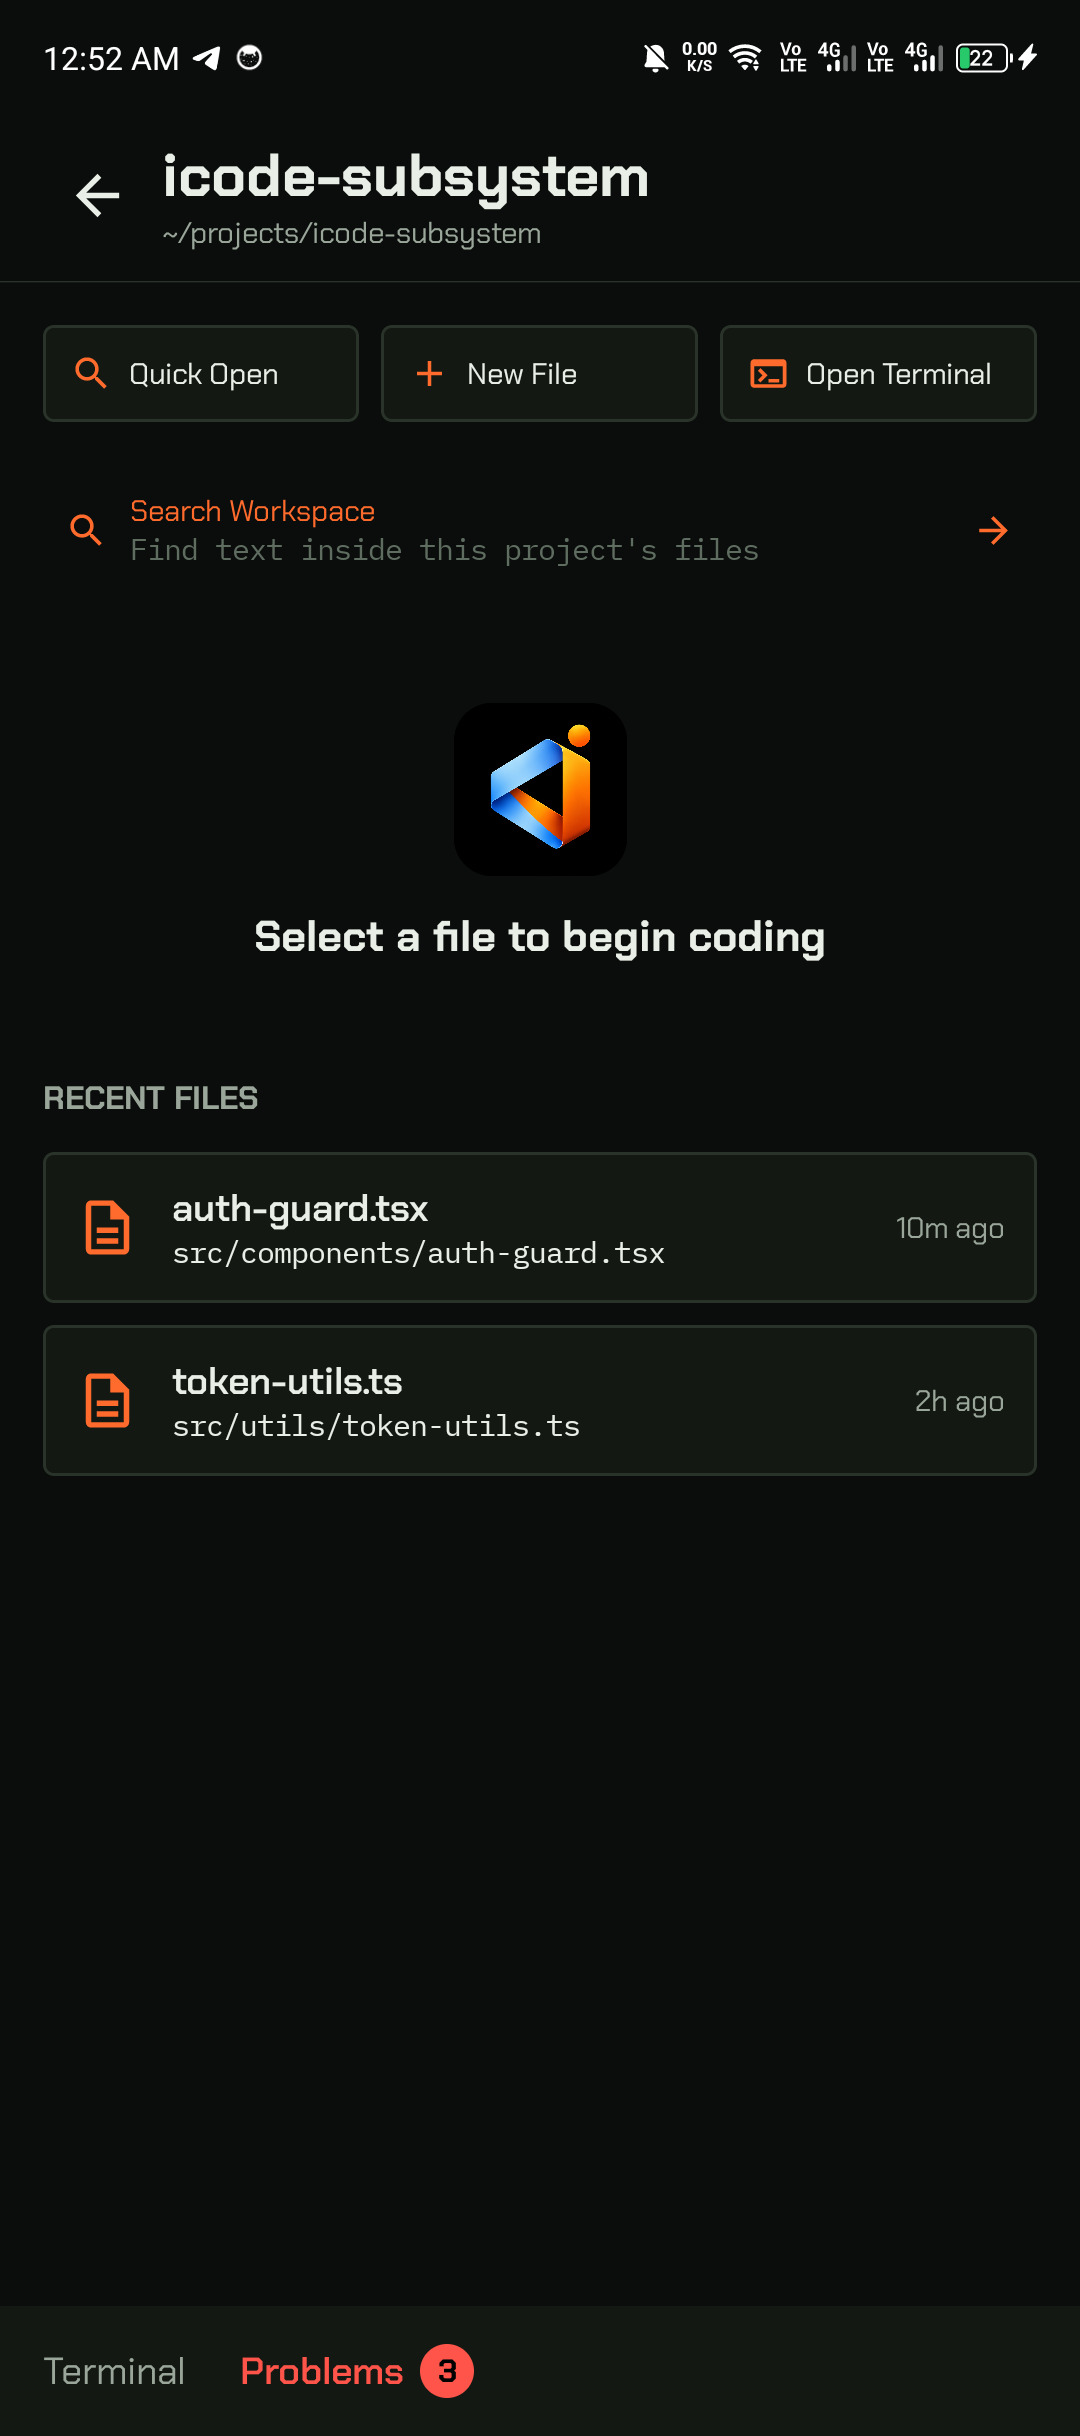 12:52 AM
0.00 K/S
Vo LTE 4G Vo LTE 4G 22
icode-subsystem
~/projects/icode-subsystem
Quick Open
New File
Open Terminal
Search Workspace
Find text inside this project's files
Select a file to begin coding
RECENT FILES
auth-guard.tsx
src/components/auth-guard.tsx
10m ago
token-utils.ts
src/utils/token-utils.ts
2h ago
Terminal
Problems 3